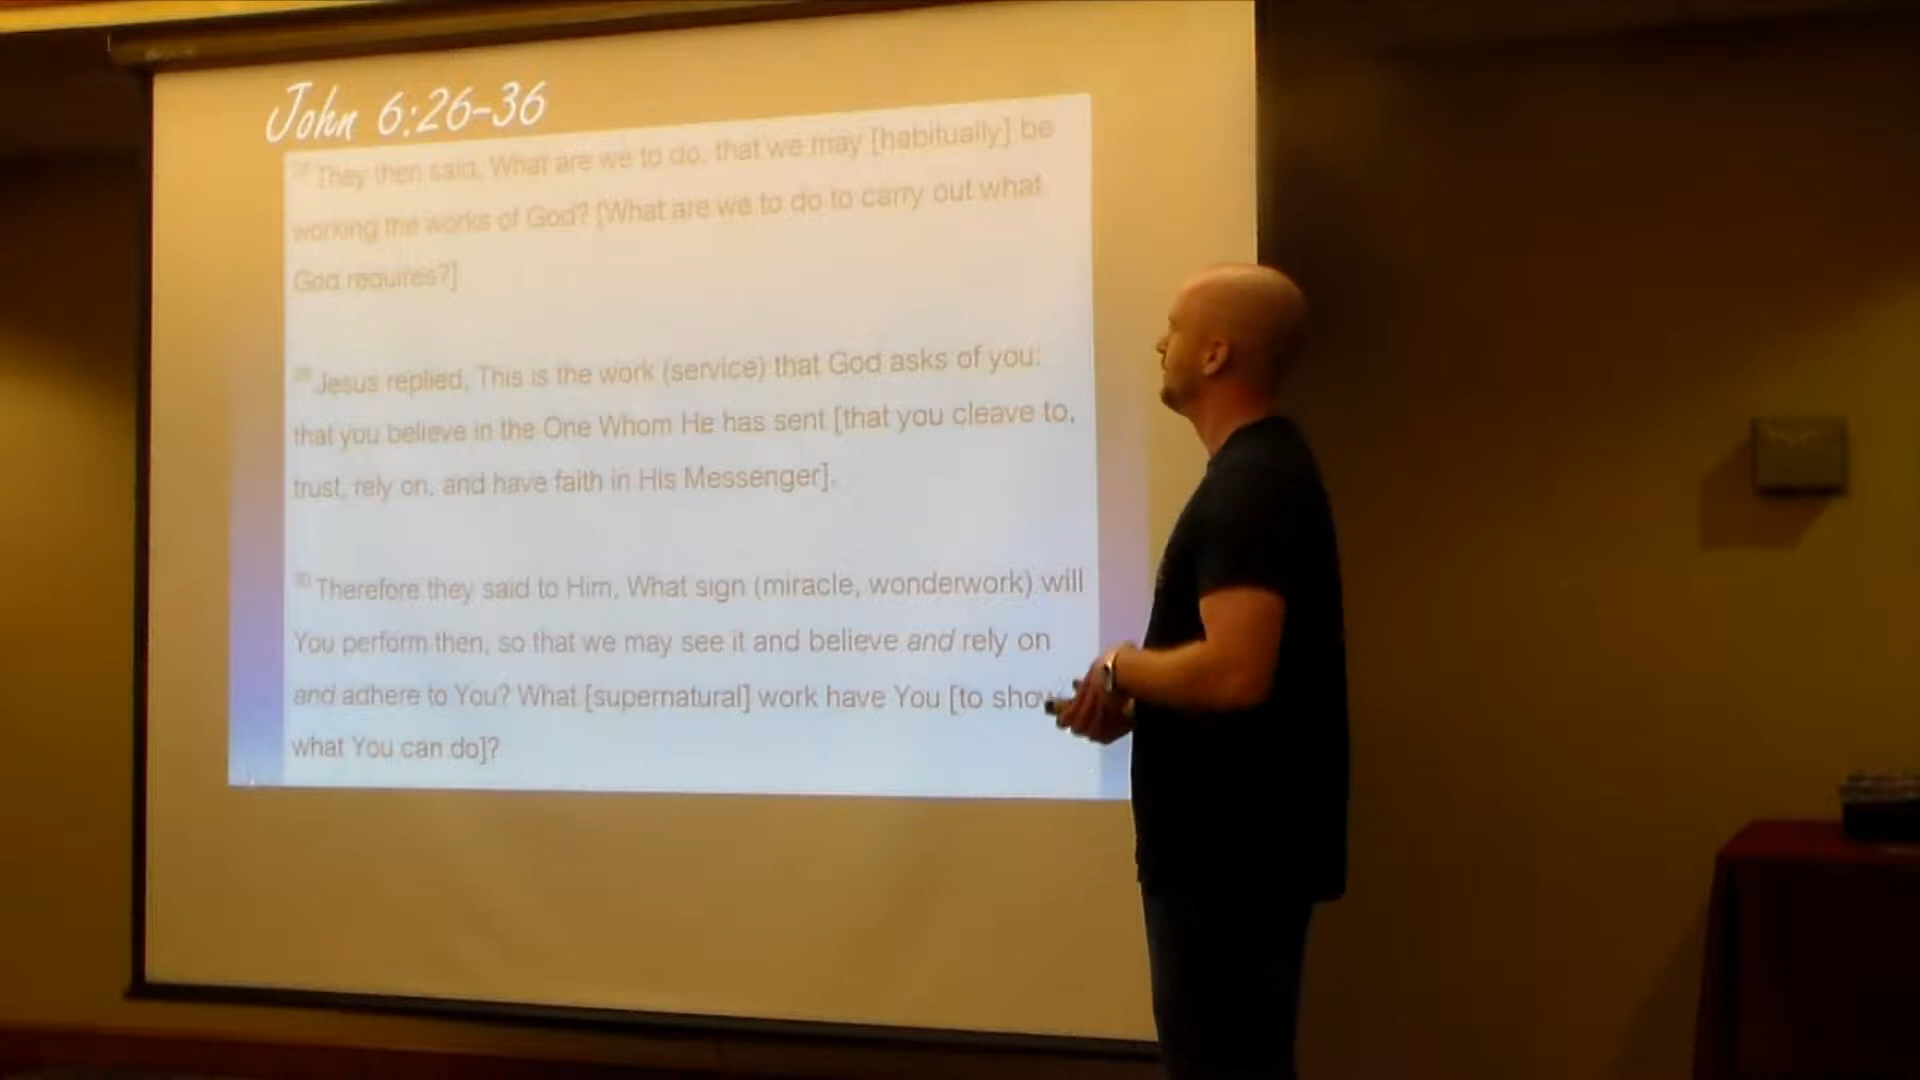 John 6:26-36
28 They then said, What are we to do, that we may [habitually] be
working the works of God? [What are we to do to carry out what
God requires?]
29 Jesus replied, This is the work (service) that God asks of you:
that you believe in the One Whom He has sent [that you cleave to,
trust, rely on, and have faith in His Messenger].
30 Therefore they said to Him, What sign (miracle, wonderwork) will
You perform then, so that we may see it and believe and rely on
and adhere to You? What [supernatural] work have You [to show
what You can do]?